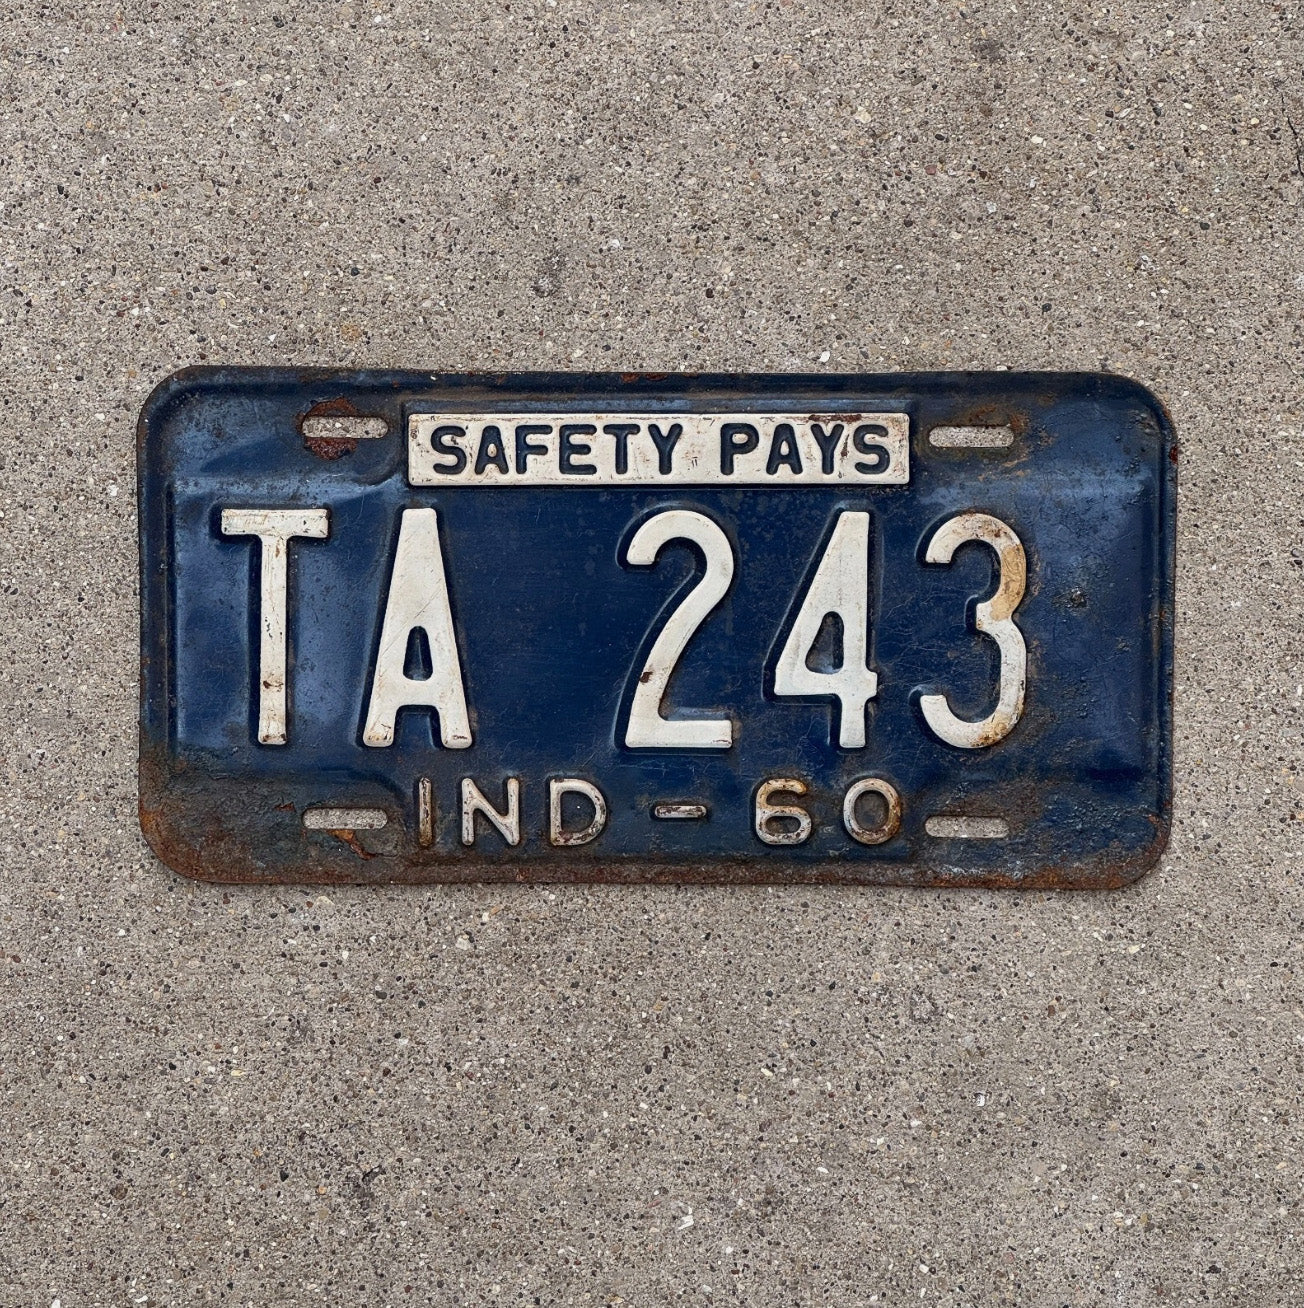 SAFETY PAYS
TA 243
IND-60